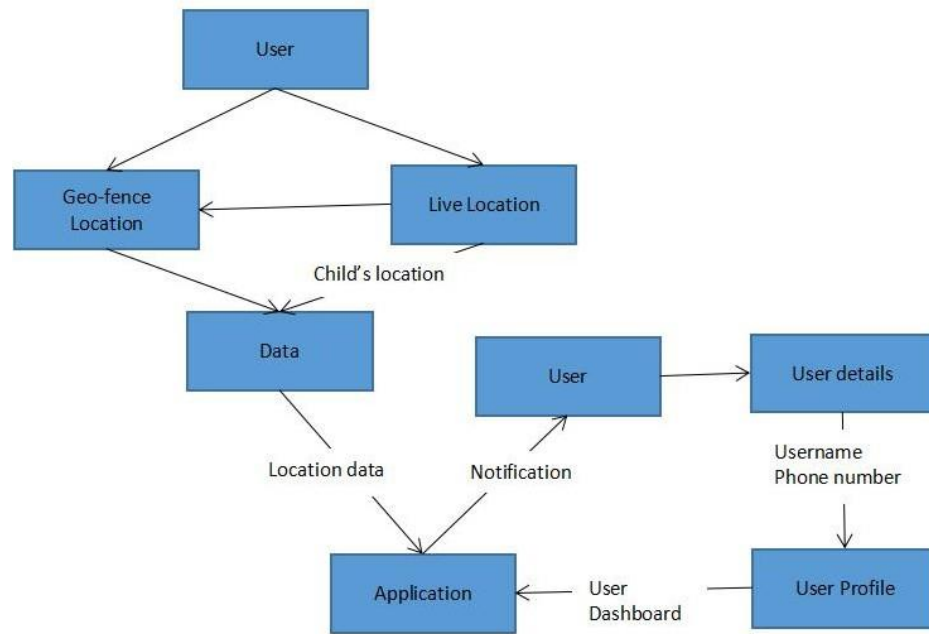 User
Geo-fence
Location
Live Location
Child’s location
Data
User
User details
Username
Phone number
Location data
Notification
Application
User
Dashboard
User Profile